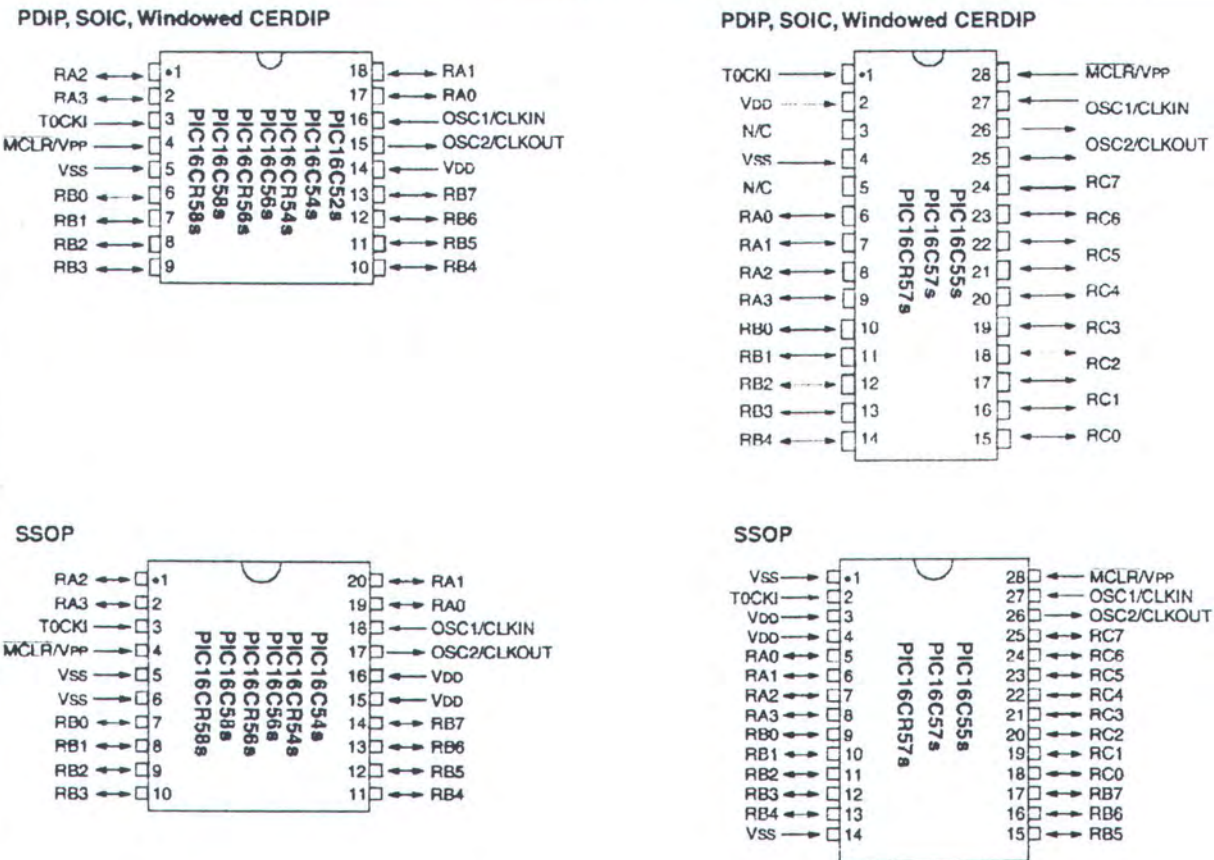 PDIP, SOIC, Windowed CERDIP
RA2 1 18 RA1
RA3 2 17 RA0
T0CKI 3 16 OSC1/CLKIN
MCLR/VPP 4 15 OSC2/CLKOUT
VSS 5 14 VDD
RB0 6 13 RB7
RB1 7 12 RB6
RB2 8 11 RB5
RB3 9 10 RB4
PIC16C52s
PIC16C54s
PIC16CR54s
PIC16C56s
PIC16CR56s
PIC16C58s
PIC16CR58s
PDIP, SOIC, Windowed CERDIP
T0CKI 1 28 MCLR/VPP
VDD 2 27 OSC1/CLKIN
N/C 3 26 OSC2/CLKOUT
VSS 4 25
N/C 5 24 RC7
RA0 6 23 RC6
RA1 7 22 RC5
RA2 8 21
RA3 9 20 RC4
RB0 10 19 RC3
RB1 11 18 RC2
RB2 12 17
RB3 13 16 RC1
RB4 14 15 RC0
PIC16C55s
PIC16C57s
PIC16CR57s
SSOP
RA2 1 20 RA1
RA3 2 19 RA0
T0CKI 3 18 OSC1/CLKIN
MCLR/VPP 4 17 OSC2/CLKOUT
VSS 5 16 VDD
VSS 6 15 VDD
RB0 7 14 RB7
RB1 8 13 RB6
RB2 9 12 RB5
RB3 10 11 RB4
PIC16C54s
PIC16CR54s
PIC16C56s
PIC16CR56s
PIC16C58s
PIC16CR58s
SSOP
VSS 1 28 MCLR/VPP
T0CKI 2 27 OSC1/CLKIN
VDD 3 26 OSC2/CLKOUT
VDD 4 25 RC7
RA0 5 24 RC6
RA1 6 23 RC5
RA2 7 22 RC4
RA3 8 21 RC3
RB0 9 20 RC2
RB1 10 19 RC1
RB2 11 18 RC0
RB3 12 17 RB7
RB4 13 16 RB6
VSS 14 15 RB5
PIC16C55s
PIC16C57s
PIC16CR57s